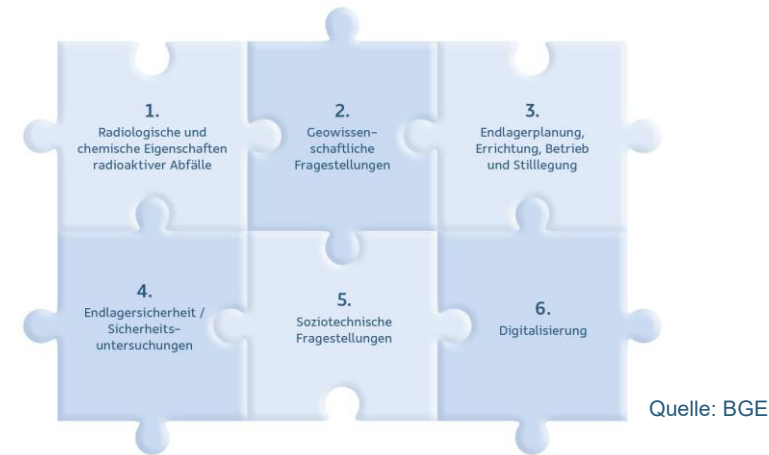 1.
Radiologische und
chemische Eigenschaften
radioaktiver Abfälle
2.
Geowissen-
schaftliche
Fragestellungen
3.
Endlagerplanung,
Errichtung, Betrieb
und Stilllegung
4.
Endlagersicherheit /
Sicherheits-
untersuchungen
5.
Soziotechnische
Fragestellungen
6.
Digitalisierung
Quelle: BGE